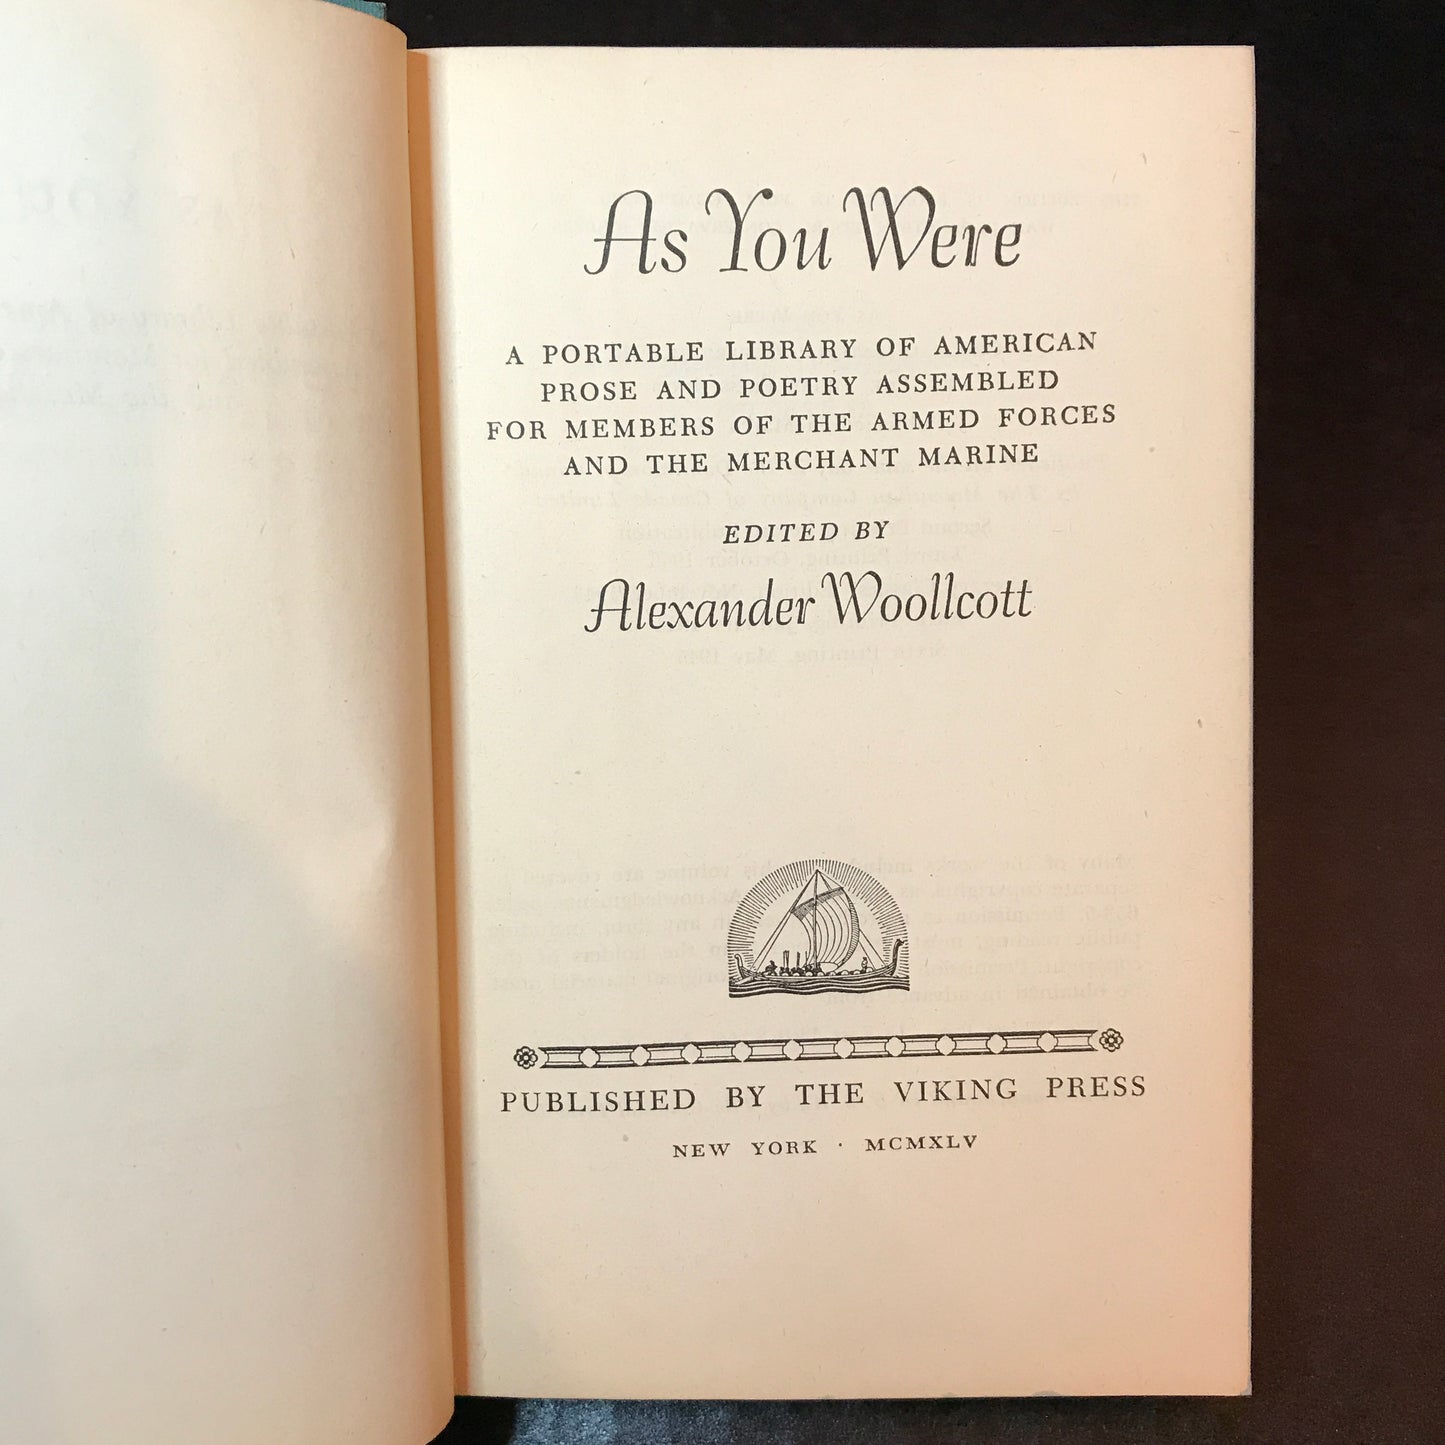 As You Were
A PORTABLE LIBRARY OF AMERICAN
PROSE AND POETRY ASSEMBLED
FOR MEMBERS OF THE ARMED FORCES
AND THE MERCHANT MARINE
EDITED BY
Alexander Woollcott
PUBLISHED BY THE VIKING PRESS
NEW YORK · MCMXLV